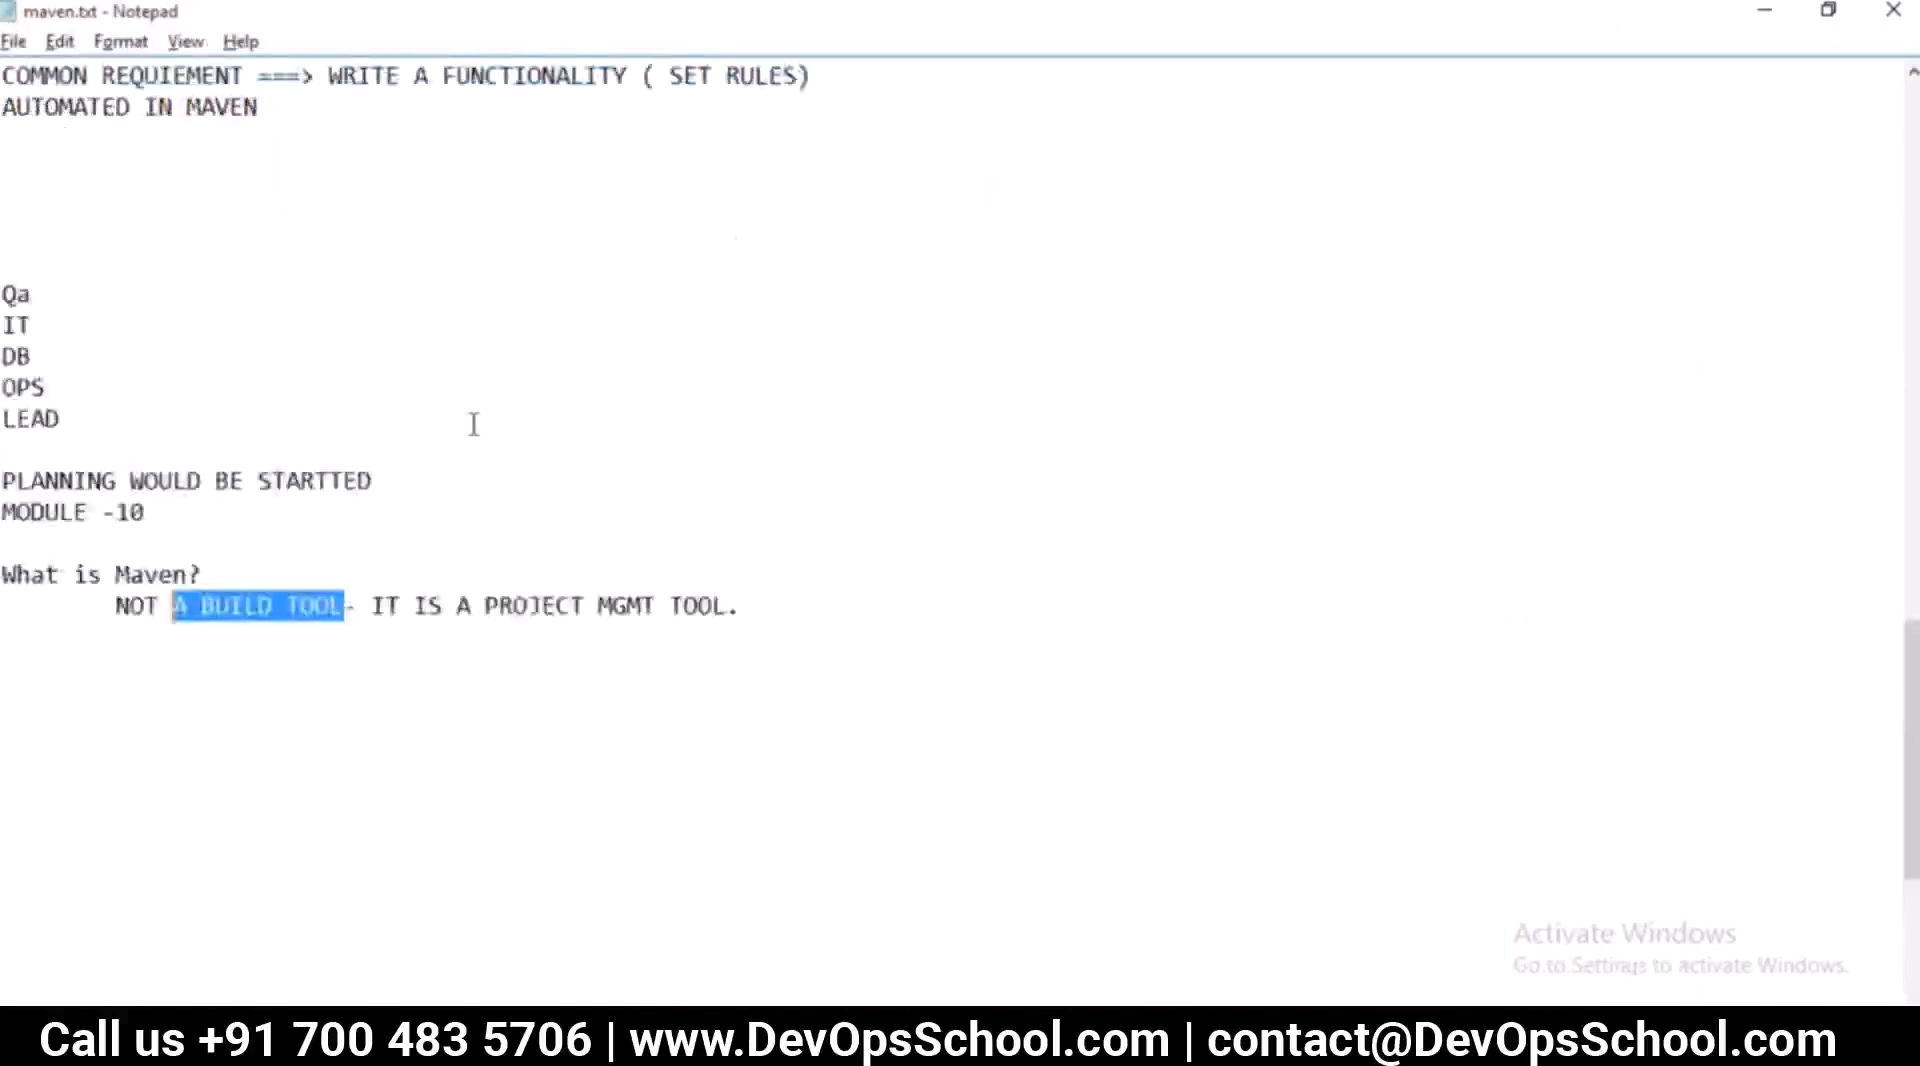 maven.txt - Notepad
File Edit Format View Help
COMMON REQUIEMENT ===> WRITE A FUNCTIONALITY ( SET RULES)
AUTOMATED IN MAVEN
Qa
IT
DB
OPS
LEAD
PLANNING WOULD BE STARTTED
MODULE -10
What is Maven?
NOT A BUILD TOOL- IT IS A PROJECT MGMT TOOL.
Activate Windows
Go to Settings to activate Windows.
Call us +91 700 483 5706 | www.DevOpsSchool.com | contact@DevOpsSchool.com